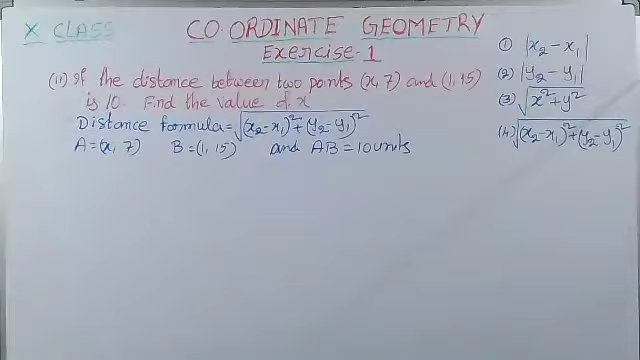 X CLASS
CO.ORDINATE GEOMETRY
Exercise-1
(11) If the distance between two points (x, 7) and (1, 15)
is 10. Find the value of x
Distance formula = √(x₂-x₁)²+(y₂-y₁)²
A=(x, 7) B=(1, 15) and AB=10 units
① |x₂-x₁|
(2) |y₂-y₁|
(3) √x²+y²
(4) √(x₂-x₁)²+(y₂-y₁)²